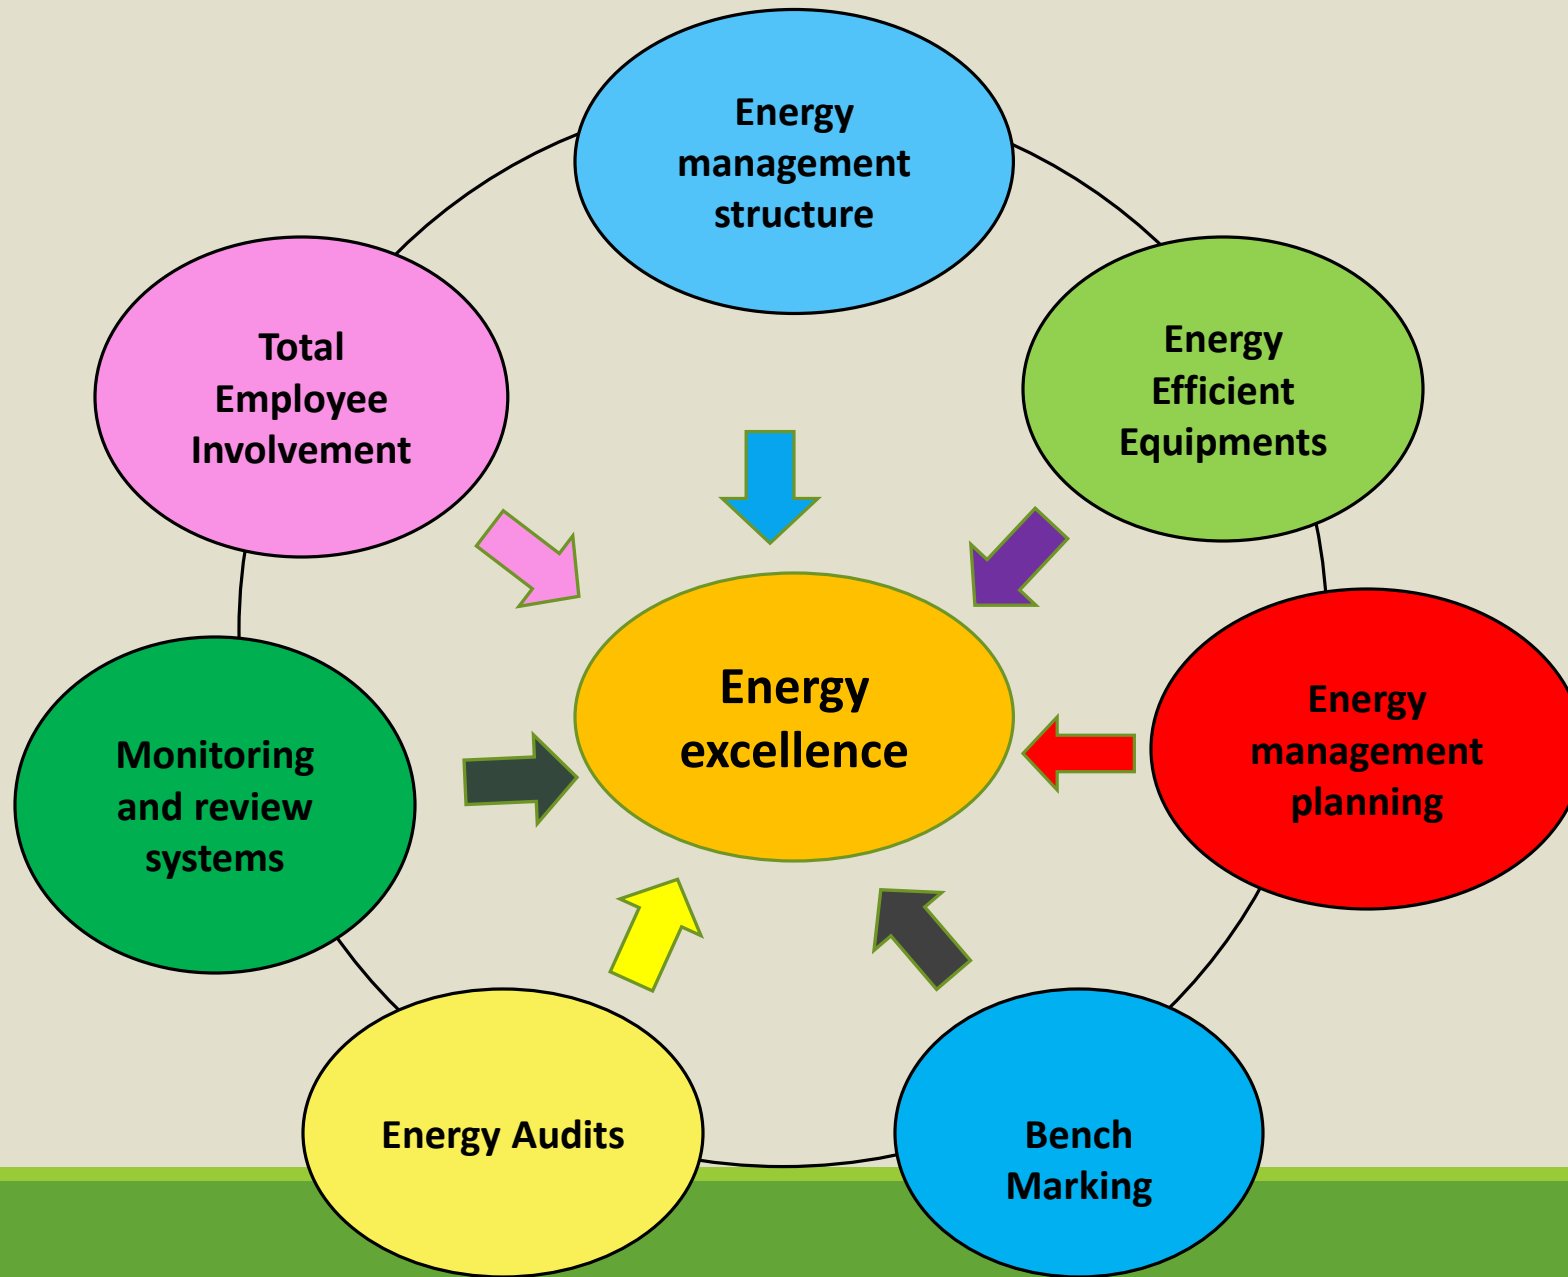 Energy
management
structure
Total
Employee
Involvement
Energy
Efficient
Equipments
Energy
excellence
Energy
management
planning
Monitoring
and review
systems
Energy Audits
Bench
Marking